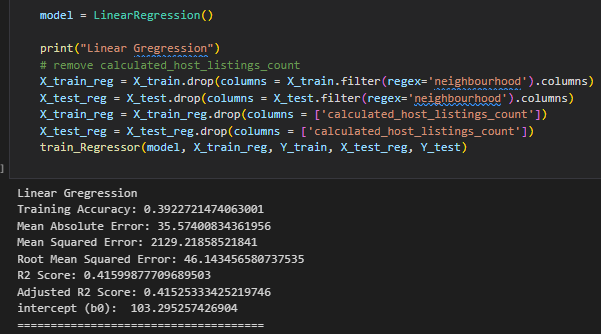 model = LinearRegression()
print("Linear Gregression")
# remove calculated_host_listings_count
X_train_reg = X_train.drop(columns = X_train.filter(regex='neighbourhood').columns)
X_test_reg = X_test.drop(columns = X_test.filter(regex='neighbourhood').columns)
X_train_reg = X_train_reg.drop(columns = ['calculated_host_listings_count'])
X_test_reg = X_test_reg.drop(columns = ['calculated_host_listings_count'])
train_Regressor(model, X_train_reg, Y_train, X_test_reg, Y_test)
]
Linear Gregression
Training Accuracy: 0.3922721474063001
Mean Absolute Error: 35.57400834361956
Mean Squared Error: 2129.21858521841
Root Mean Squared Error: 46.143456580737535
R2 Score: 0.41599877709689503
Adjusted R2 Score: 0.41525333425219746
intercept (b0):  103.295257426904
=====================================